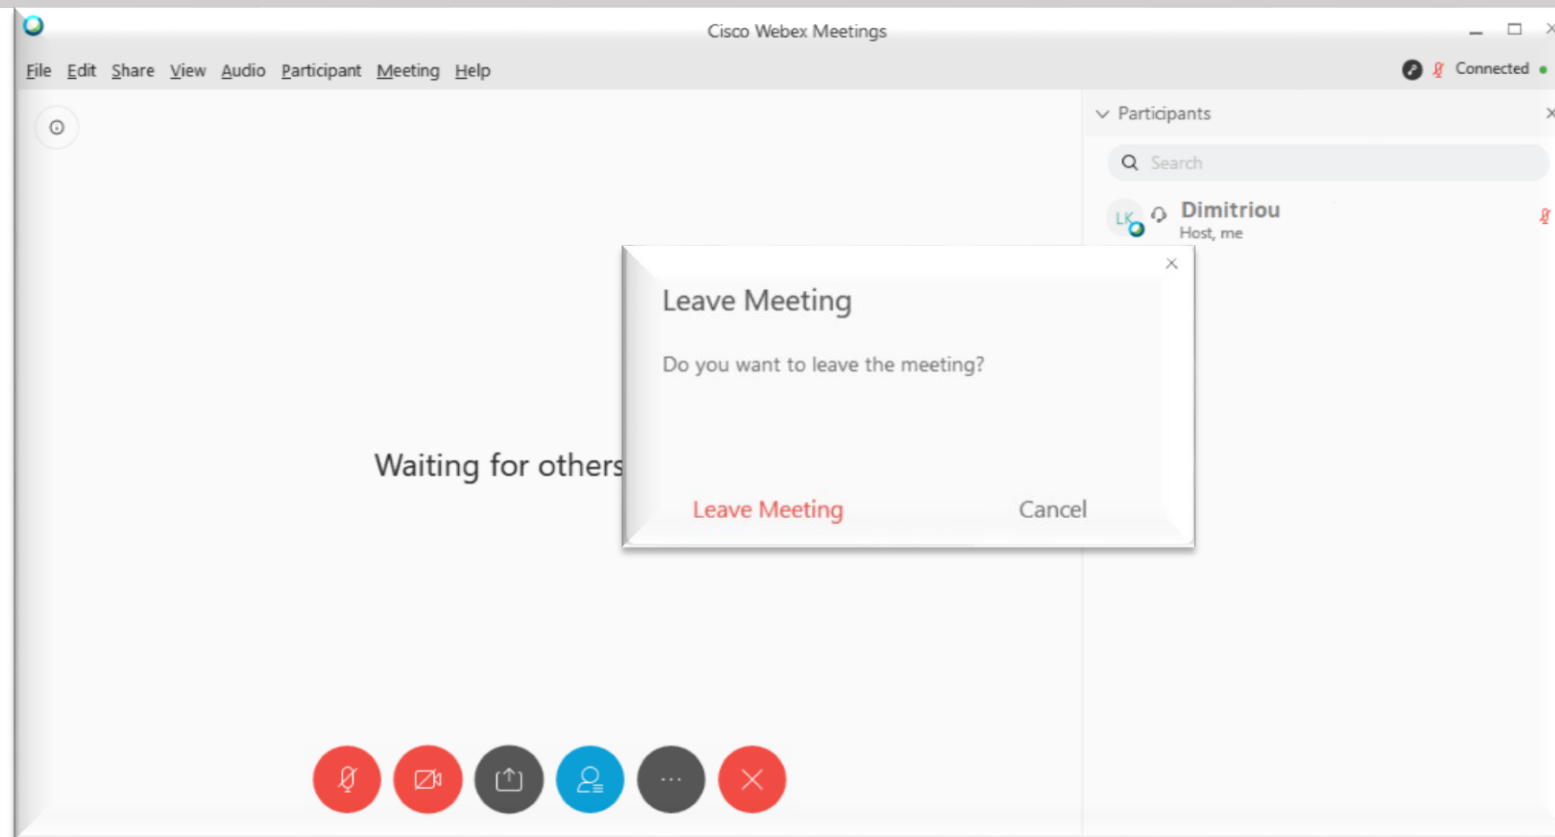 Cisco Webex Meetings
File Edit Share View Audio Participant Meeting Help
Connected
Participants
Search
LK
Dimitriou
Host, me
Leave Meeting
Do you want to leave the meeting?
Waiting for others
Leave Meeting Cancel